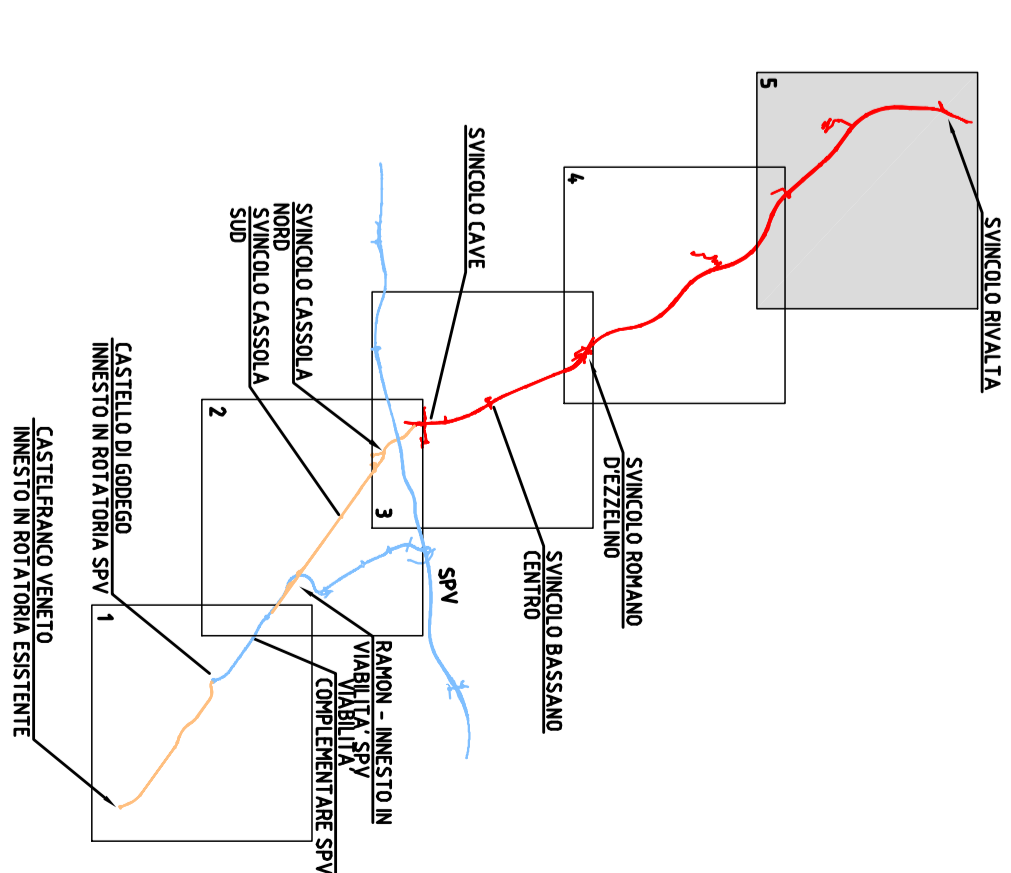 5
SVINCOLO RIVALTA
4
SVINCOLO CAVE
SVINCOLO ROMANO
D'EZZELINO
SVINCOLO CASSOLA
NORD
SVINCOLO CASSOLA
SUD
3
SVINCOLO BASSANO
CENTRO
SPV
2
CASTELLO DI GODEGO
INNESTO IN ROTATORIA SPV
1
RAMON - INNESTO IN
VIABILITA' SPV
VIABILITA'
COMPLEMENTARE SPV
CASTELFRANCO VENETO
INNESTO IN ROTATORIA ESISTENTE